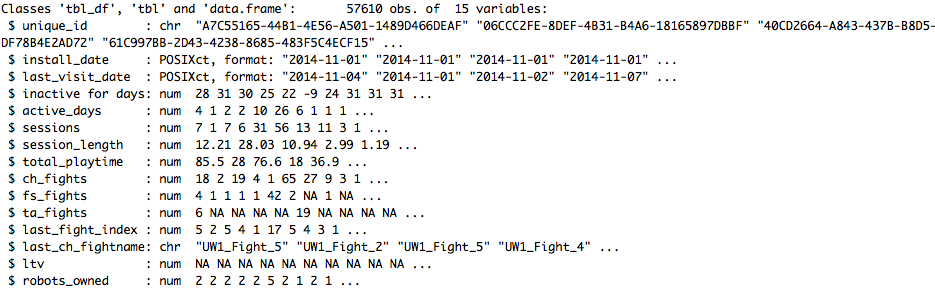 Classes 'tbl_df', 'tbl' and 'data.frame':       57610 obs. of  15 variables:
 $ unique_id        : chr  "A7C55165-44B1-4E56-A501-1489D466DEAF" "06CCC2FE-8DEF-4B31-B4A6-18165897DBBF" "40CDZ664-A843-437B-B8D5-
DF78B4E2AD72" "61C997BB-2D43-4238-8685-483F5C4ECF15" ...
 $ install_date     : POSIXct, format: "2014-11-01" "2014-11-01" "2014-11-01" "2014-11-01" ...
 $ last_visit_date  : POSIXct, format: "2014-11-04" "2014-11-01" "2014-11-02" "2014-11-07" ...
 $ inactive for days: num  28 31 30 25 22 -9 24 31 31 31 ...
 $ active_days      : num  4 1 2 2 10 26 6 1 1 1 ...
 $ sessions         : num  7 1 7 6 31 56 13 11 3 1 ...
 $ session_length   : num  12.21 28.03 10.94 2.99 1.19 ...
 $ total_playtime   : num  85.5 28 76.6 18 36.9 ...
 $ ch_fights        : num  18 2 19 4 1 65 27 9 3 1 ...
 $ fs_fights        : num  4 1 1 1 1 42 2 NA 1 NA ...
 $ ta_fights        : num  6 NA NA NA NA 19 NA NA NA NA ...
 $ last_fight_index : num  5 2 5 4 1 17 5 4 3 1 ...
 $ last_ch_fightname: chr  "UW1_Fight_5" "UW1_Fight_2" "UW1_Fight_5" "UW1_Fight_4" ...
 $ ltv              : num  NA NA NA NA NA NA NA NA NA NA ...
 $ robots_owned     : num  2 2 2 2 2 5 2 1 2 1 ...